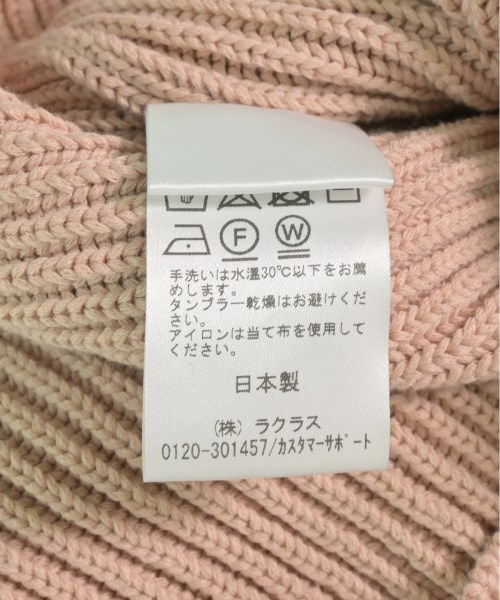 F W
手洗いは水温30℃以下をお薦
めします。
タンブラー乾燥はお避けくださ
い。
アイロンは当て布を使用して
ください。
日本製
(株) ラクラス
0120-301457/カスタマーサポート